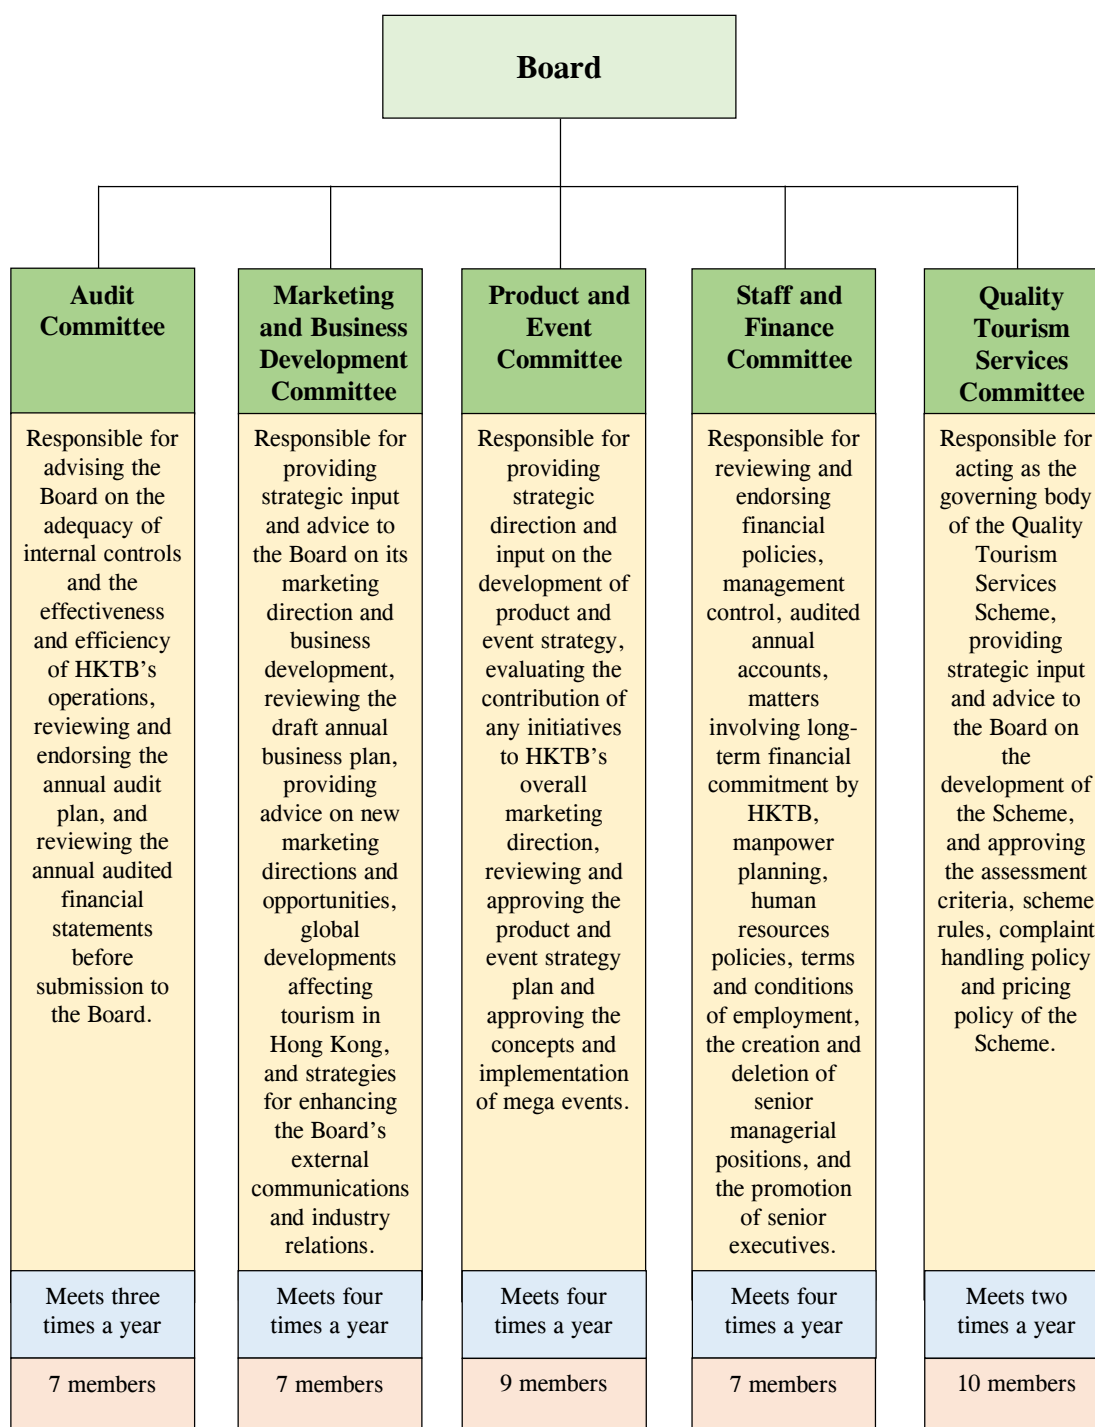 Board
Audit
Committee
Responsible for
advising the
Board on the
adequacy of
internal controls
and the
effectiveness
and efficiency
of HKTB’s
operations,
reviewing and
endorsing the
annual audit
plan, and
reviewing the
annual audited
financial
statements
before
submission to
the Board.
Meets three
times a year
7 members
Marketing
and Business
Development
Committee
Responsible for
providing
strategic input
and advice to
the Board on its
marketing
direction and
business
development,
reviewing the
draft annual
business plan,
providing
advice on new
marketing
directions and
opportunities,
global
developments
affecting
tourism in
Hong Kong,
and strategies
for enhancing
the Board’s
external
communications
and industry
relations.
Meets four
times a year
7 members
Product and
Event
Committee
Responsible for
providing
strategic
direction and
input on the
development of
product and
event strategy,
evaluating the
contribution of
any initiatives
to HKTB’s
overall
marketing
direction,
reviewing and
approving the
product and
event strategy
plan and
approving the
concepts and
implementation
of mega events.
Meets four
times a year
9 members
Staff and
Finance
Committee
Responsible for
reviewing and
endorsing
financial
policies,
management
control, audited
annual
accounts,
matters
involving long-
term financial
commitment by
HKTB,
manpower
planning,
human
resources
policies, terms
and conditions
of employment,
the creation and
deletion of
senior
managerial
positions, and
the promotion
of senior
executives.
Meets four
times a year
7 members
Quality
Tourism
Services
Committee
Responsible for
acting as the
governing body
of the Quality
Tourism
Services
Scheme,
providing
strategic input
and advice to
the Board on
the
development of
the Scheme,
and approving
the assessment
criteria, scheme
rules, complaint
handling policy
and pricing
policy of the
Scheme.
Meets two
times a year
10 members